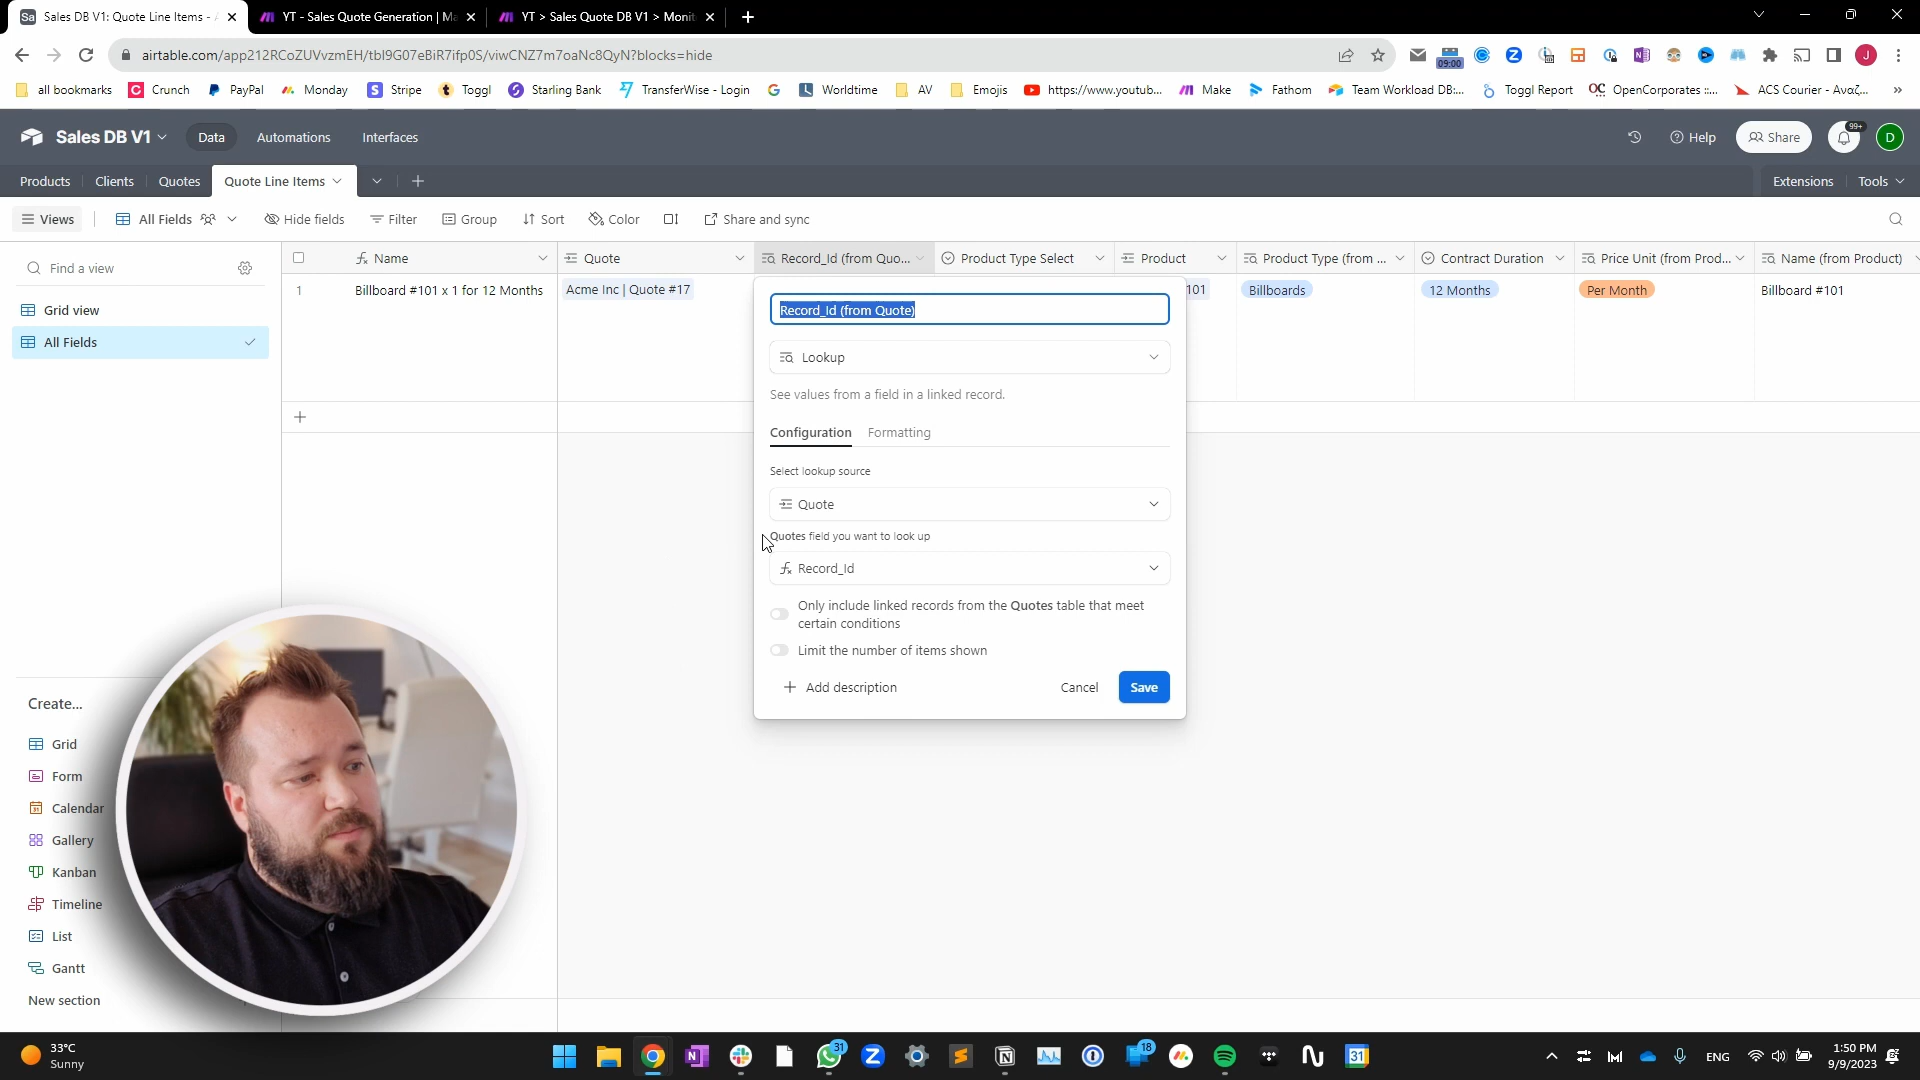 Sales DB V1: Quote Line Items -
YT - Sales Quote Generation | Ma
YT > Sales Quote DB V1 > Monit
airtable.com/app212RCoZUVvzmEH/tbl9G07eBiR7ifp0S/viwCNZ7m7oaNc8QyN?blocks=hide
09:00
J
all bookmarks
Crunch
PayPal
Monday
Stripe
Toggl
Starling Bank
TransferWise - Login
Worldtime
AV
Emojis
https://www.youtub...
Make
Fathom
Team Workload DB:...
Toggl Report
OpenCorporates ::...
ACS Courier - Αναζ...
»
Sales DB V1
Data
Automations
Interfaces
Help
Share
99+
D
Products
Clients
Quotes
Quote Line Items
Extensions
Tools
Views
All Fields
Hide fields
Filter
Group
Sort
Color
Share and sync
Find a view
Grid view
All Fields
Name
Quote
Record_Id (from Quo...
Product Type Select
Product
Product Type (from ...
Contract Duration
Price Unit (from Prod...
Name (from Product)
1
Billboard #101 x 1 for 12 Months
Acme Inc | Quote #17
101
Billboards
12 Months
Per Month
Billboard #101
Record_Id (from Quote)
Lookup
See values from a field in a linked record.
Configuration
Formatting
Select lookup source
Quote
Quotes field you want to look up
Record_Id
Only include linked records from the Quotes table that meet
certain conditions
Limit the number of items shown
Add description
Cancel
Save
Create...
Grid
Form
Calendar
Gallery
Kanban
Timeline
List
Gantt
New section
33°C
Sunny
31
18
31
ENG
1:50 PM
9/9/2023